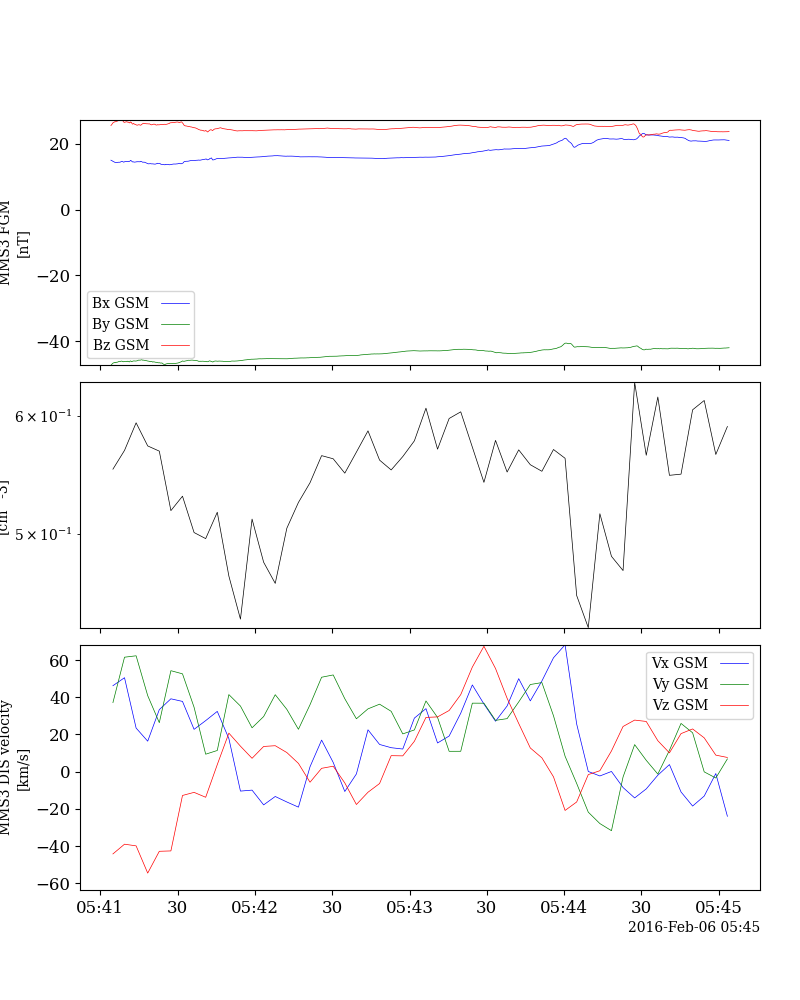 MMS3 FGM
[nT]
20
0
−20
−40
Bx GSM
By GSM
Bz GSM
6 × 10⁻¹
5 × 10⁻¹
MMS3 DIS velocity
[km/s]
60
40
20
0
−20
−40
−60
Vx GSM
Vy GSM
Vz GSM
05:41 30 05:42 30 05:43 30 05:44 30 05:45
2016-Feb-06 05:45